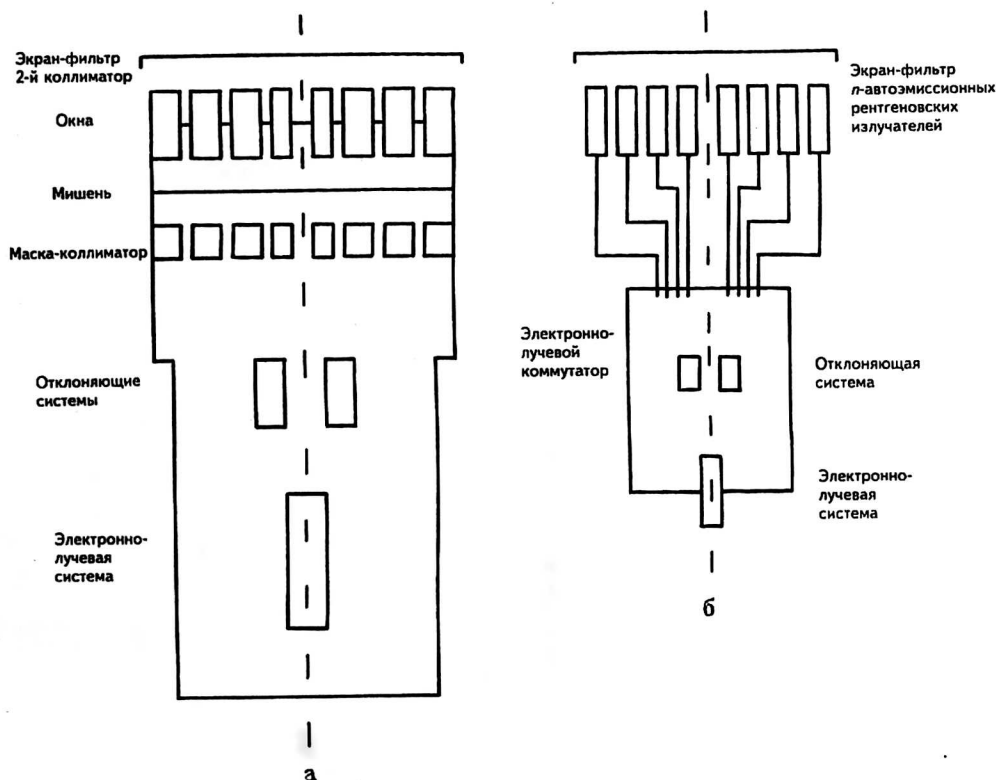 Экран-фильтр
2-й коллиматор
Окна
Мишень
Маска-коллиматор
Отклоняющие
системы
Электронно-
лучевая
система
а
Экран-фильтр
n-автоэмиссионных
рентгеновских
излучателей
Электронно-
лучевой
коммутатор
Отклоняющая
система
Электронно-
лучевая
система
б